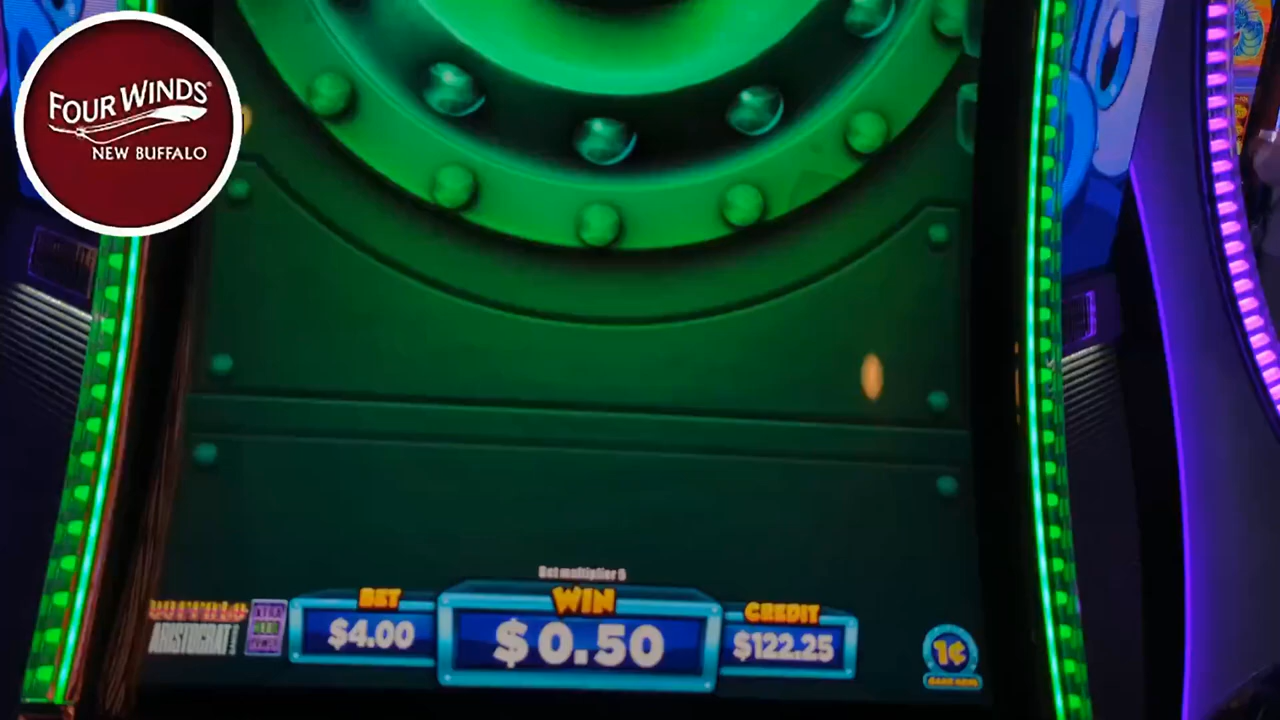 FOUR WINDS®
NEW BUFFALO
Bet multiplier 5
BET
WIN
CREDIT
$4.00
$0.50
$122.25
ARISTOCRAT
1¢